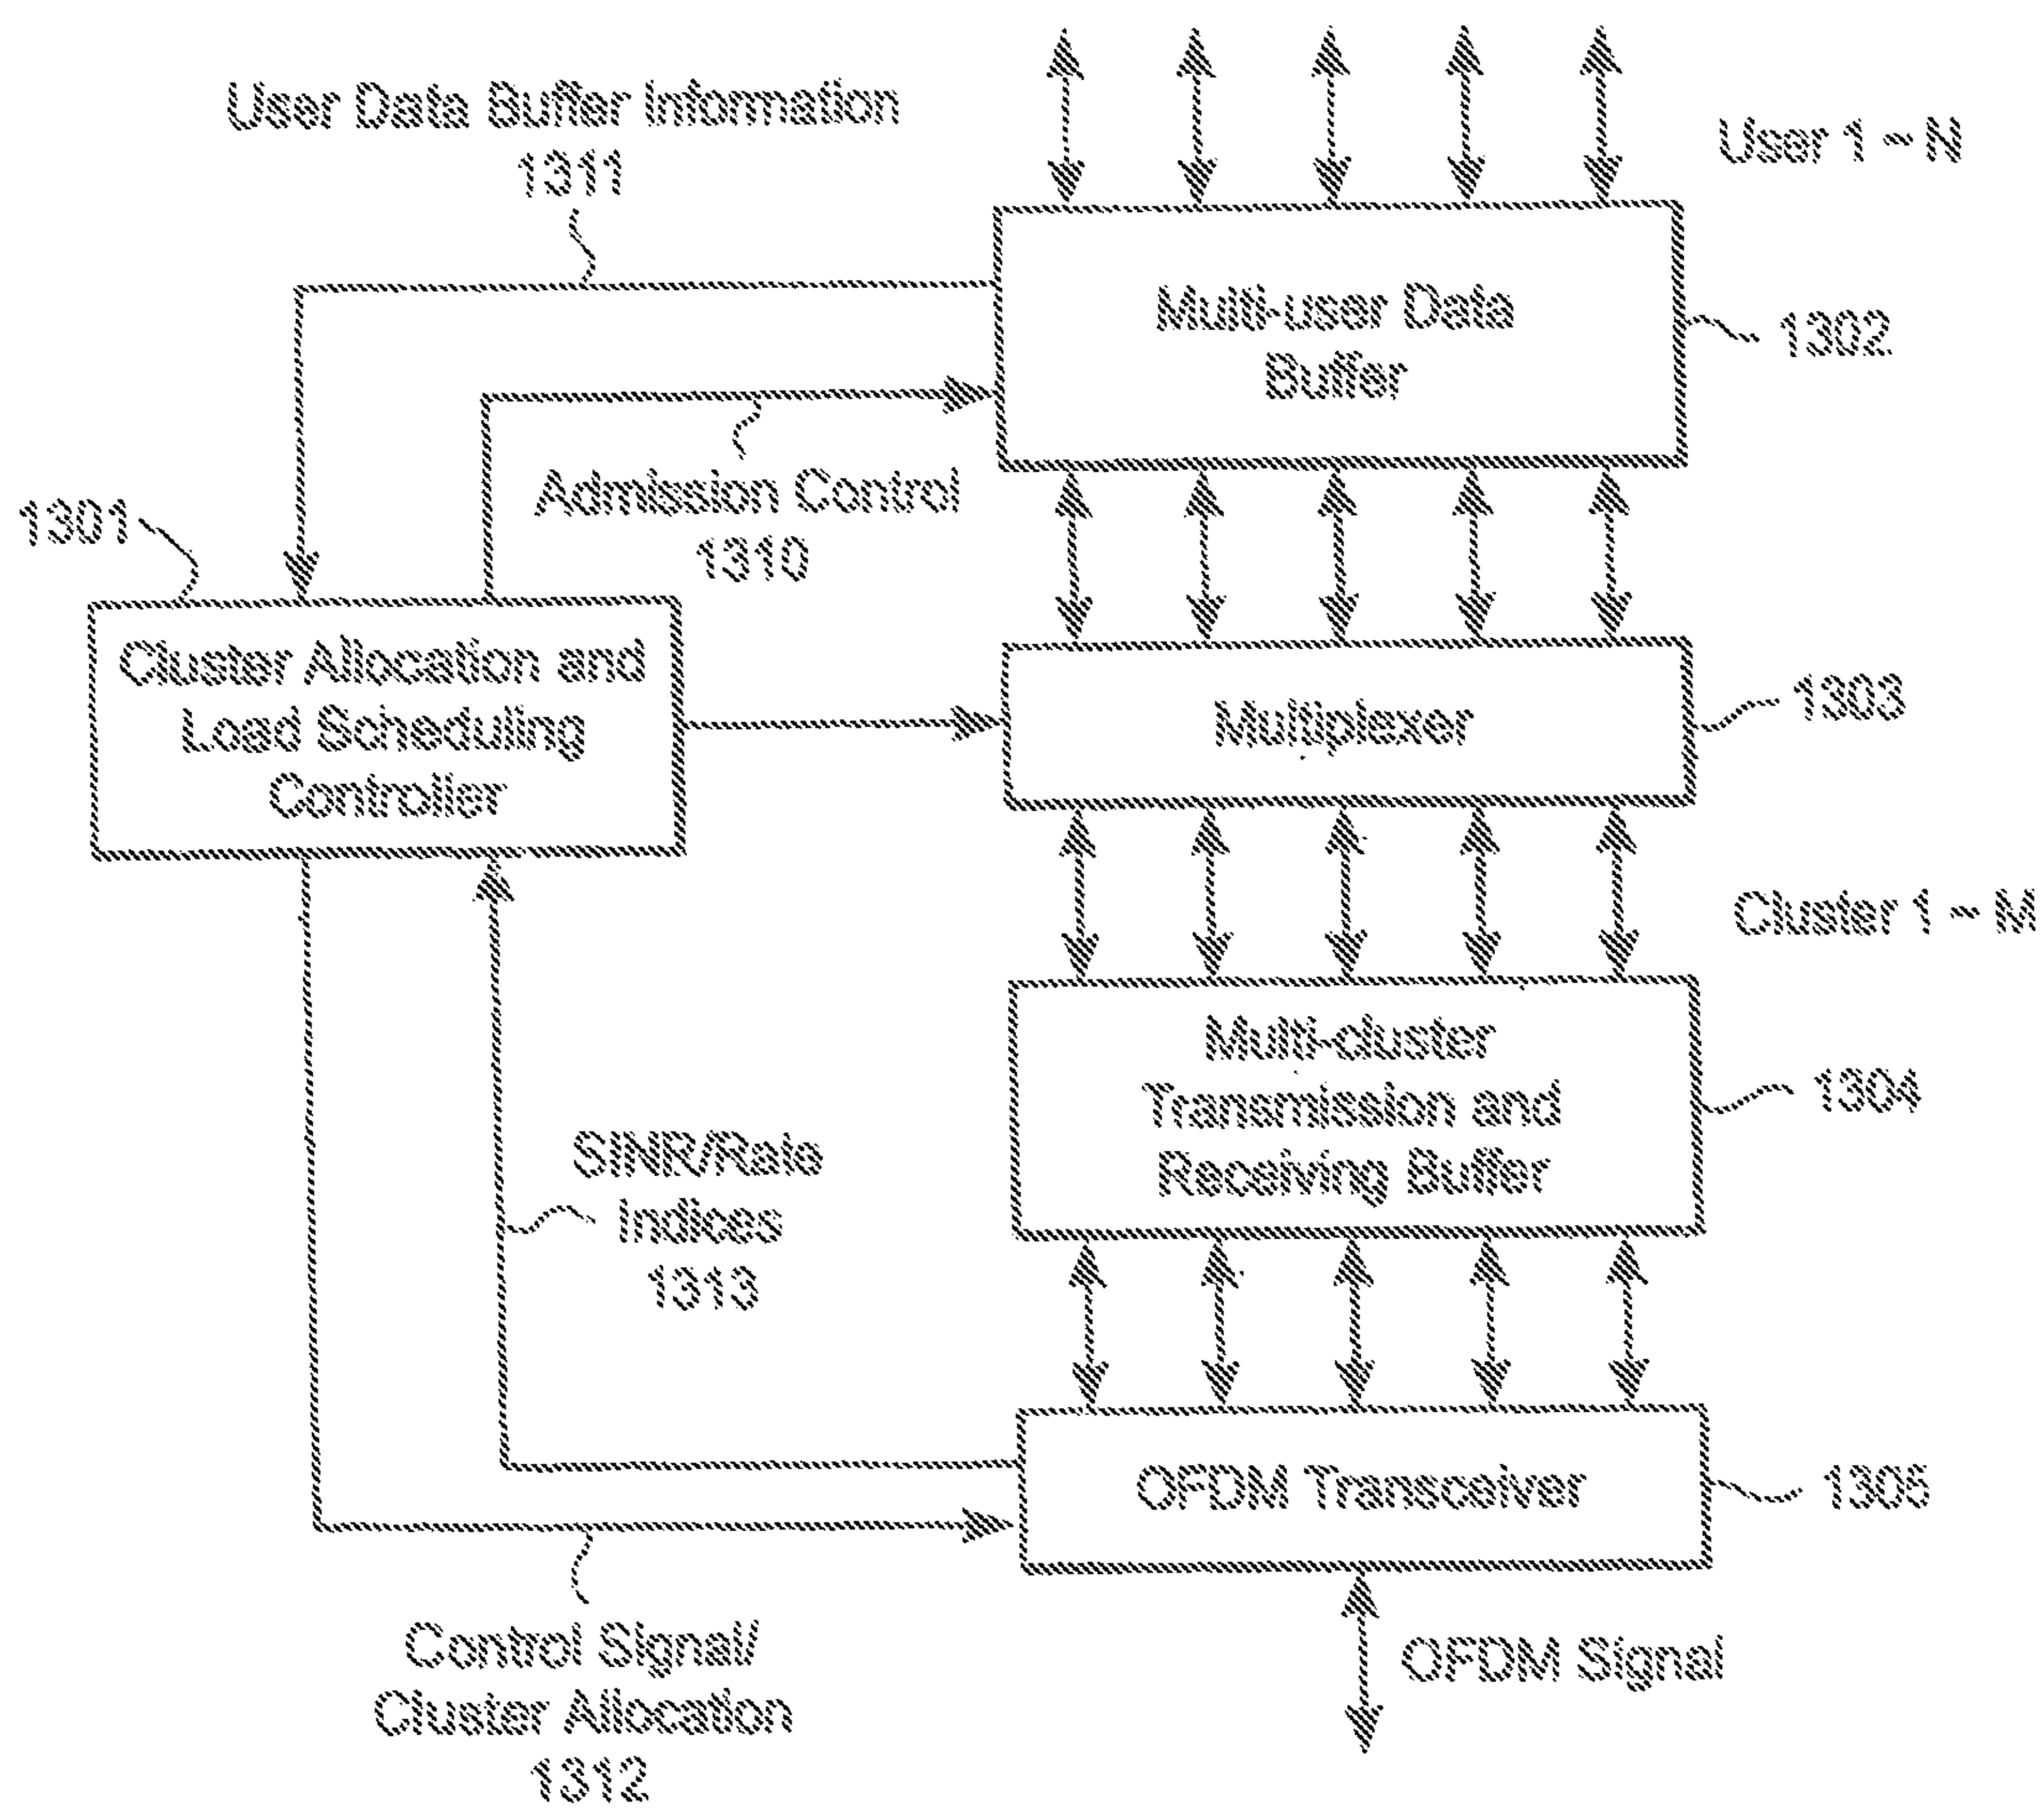 User Data Buffer Information
1311
User 1 ~ N
Multi-user Data
Buffer
1302
Admission Control
1310
1301
Cluster Allocation and
Load Scheduling
Controller
Multiplexer
1303
Cluster 1 ~ M
Multi-cluster
Transmission and
Receiving Buffer
1304
SINR/Rate
Indices
1313
OFDM Transceiver
1305
Control Signal/
Cluster Allocation
1312
OFDM Signal